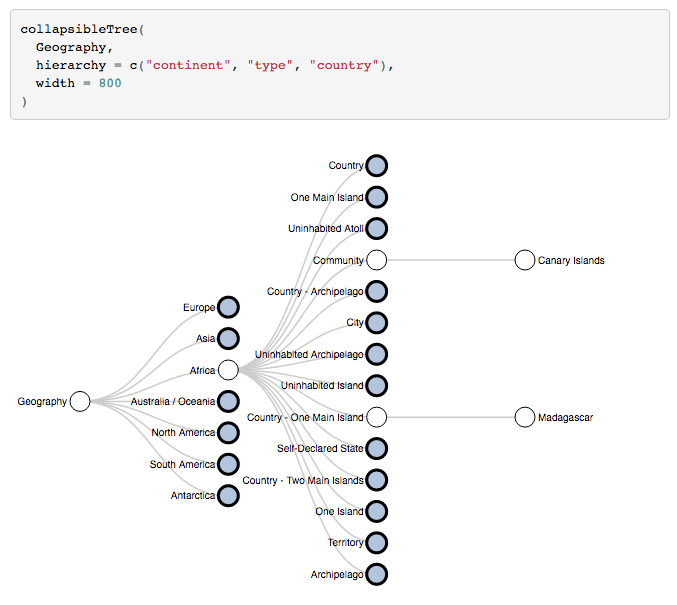 collapsibleTree(
  Geography,
  hierarchy = c("continent", "type", "country"),
  width = 800
)
Country
One Main Island
Uninhabited Atoll
Community
Canary Islands
Country - Archipelago
Europe
City
Asia
Uninhabited Archipelago
Africa
Uninhabited Island
Geography
Australia / Oceania
Country - One Main Island
Madagascar
North America
Self-Declared State
South America
Country - Two Main Islands
Antarctica
One Island
Territory
Archipelago